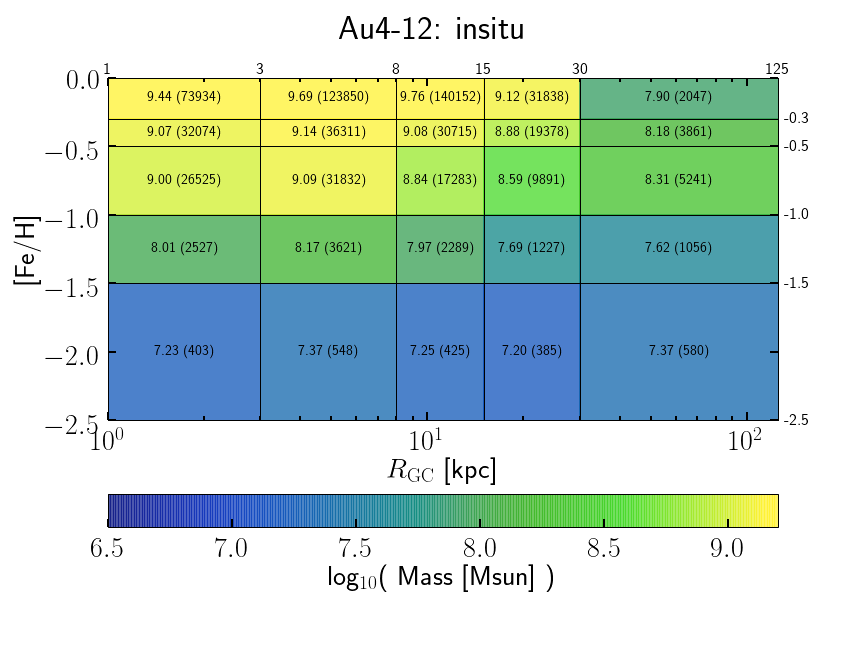 Au4-12: insitu
1 3 8 15 30 125
0.0
9.44 (73934) 9.69 (123850) 9.76 (140152) 9.12 (31838) 7.90 (2047)
-0.3
9.07 (32074) 9.14 (36311) 9.08 (30715) 8.88 (19378) 8.18 (3861)
−0.5 -0.5
9.00 (26525) 9.09 (31832) 8.84 (17283) 8.59 (9891) 8.31 (5241)
−1.0 -1.0
[Fe/H]
8.01 (2527) 8.17 (3621) 7.97 (2289) 7.69 (1227) 7.62 (1056)
−1.5 -1.5
7.23 (403) 7.37 (548) 7.25 (425) 7.20 (385) 7.37 (580)
−2.0
−2.5 -2.5
10⁰ 10¹ 10²
R_GC [kpc]
6.5 7.0 7.5 8.0 8.5 9.0
log₁₀( Mass [Msun] )